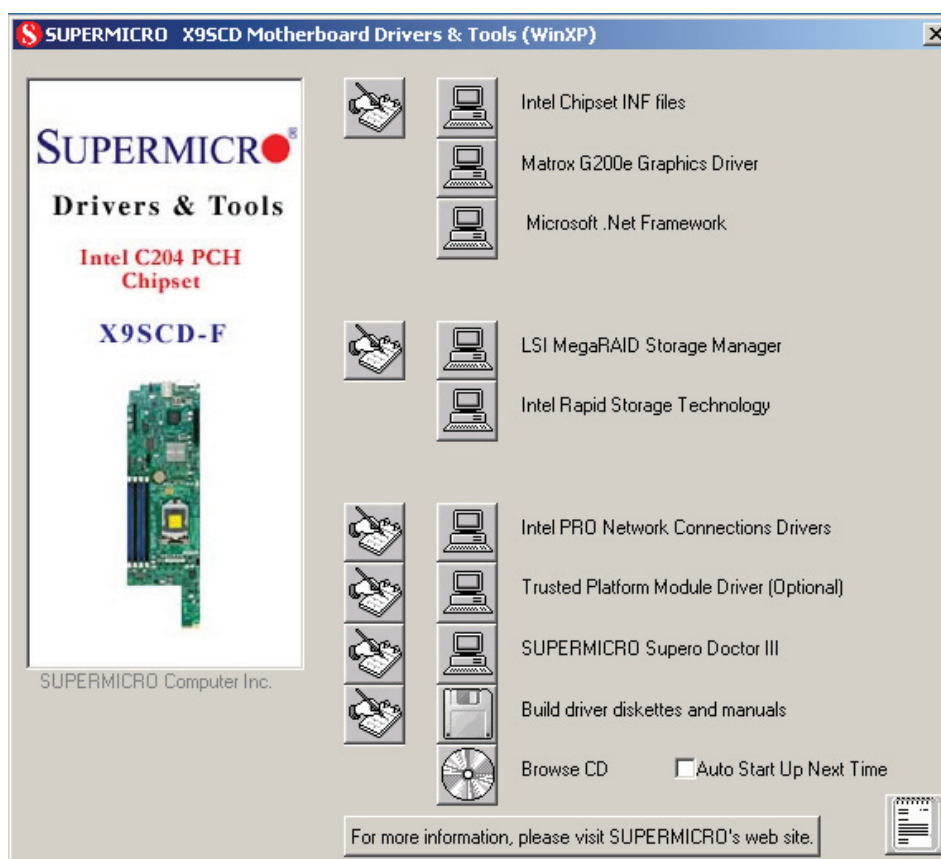 SUPERMICRO X9SCD Motherboard Drivers & Tools (WinXP)
SUPERMICRO®
Drivers & Tools
Intel C204 PCH
Chipset
X9SCD-F
SUPERMICRO Computer Inc.
Intel Chipset INF files
Matrox G200e Graphics Driver
Microsoft .Net Framework
LSI MegaRAID Storage Manager
Intel Rapid Storage Technology
Intel PRO Network Connections Drivers
Trusted Platform Module Driver (Optional)
SUPERMICRO Supero Doctor III
Build driver diskettes and manuals
Browse CD
Auto Start Up Next Time
For more information, please visit SUPERMICRO's web site.